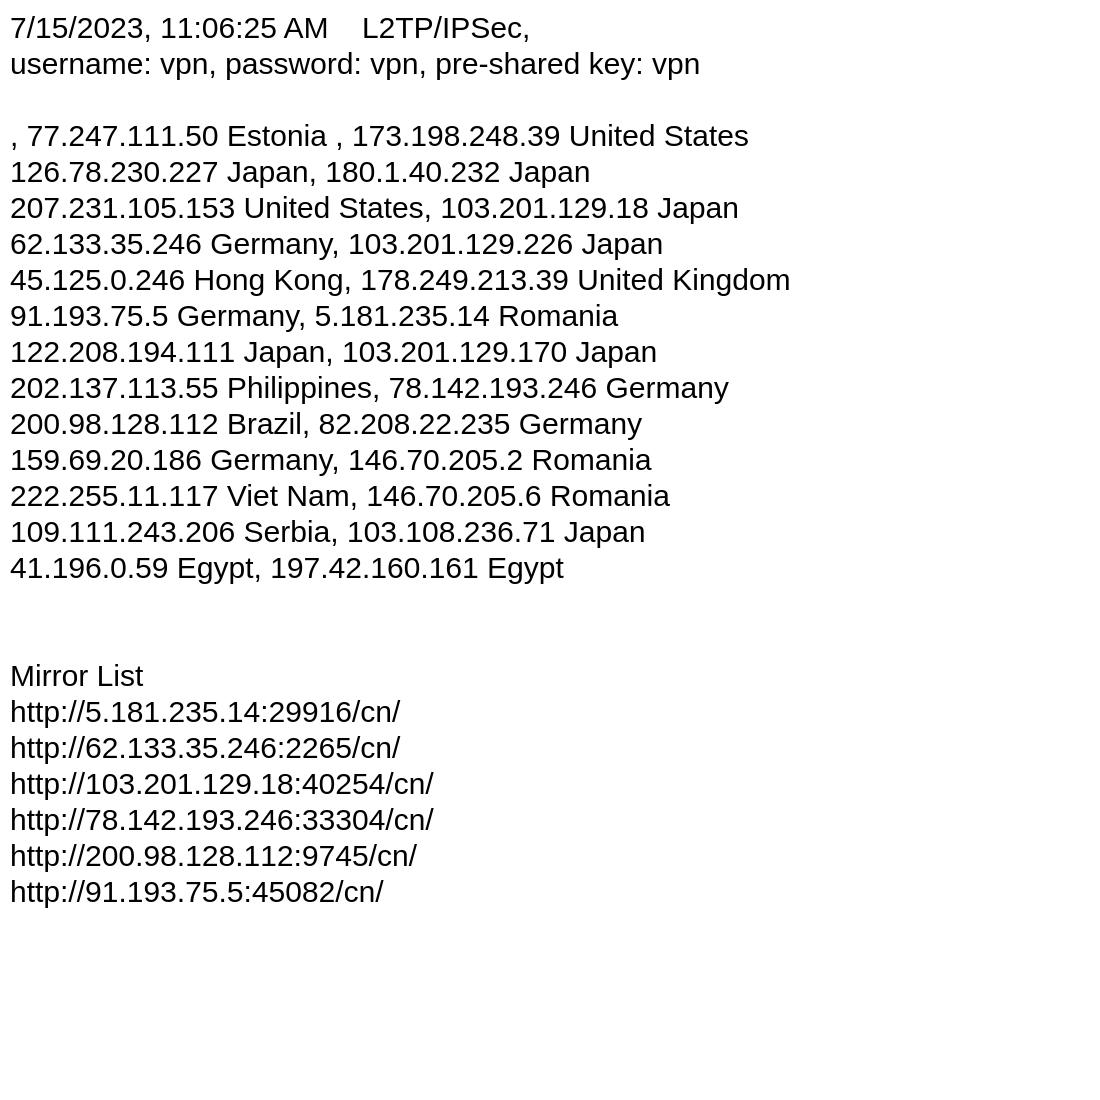 7/15/2023, 11:06:25 AM    L2TP/IPSec,
username: vpn, password: vpn, pre-shared key: vpn
, 77.247.111.50 Estonia , 173.198.248.39 United States
126.78.230.227 Japan, 180.1.40.232 Japan
207.231.105.153 United States, 103.201.129.18 Japan
62.133.35.246 Germany, 103.201.129.226 Japan
45.125.0.246 Hong Kong, 178.249.213.39 United Kingdom
91.193.75.5 Germany, 5.181.235.14 Romania
122.208.194.111 Japan, 103.201.129.170 Japan
202.137.113.55 Philippines, 78.142.193.246 Germany
200.98.128.112 Brazil, 82.208.22.235 Germany
159.69.20.186 Germany, 146.70.205.2 Romania
222.255.11.117 Viet Nam, 146.70.205.6 Romania
109.111.243.206 Serbia, 103.108.236.71 Japan
41.196.0.59 Egypt, 197.42.160.161 Egypt
Mirror List
http://5.181.235.14:29916/cn/
http://62.133.35.246:2265/cn/
http://103.201.129.18:40254/cn/
http://78.142.193.246:33304/cn/
http://200.98.128.112:9745/cn/
http://91.193.75.5:45082/cn/